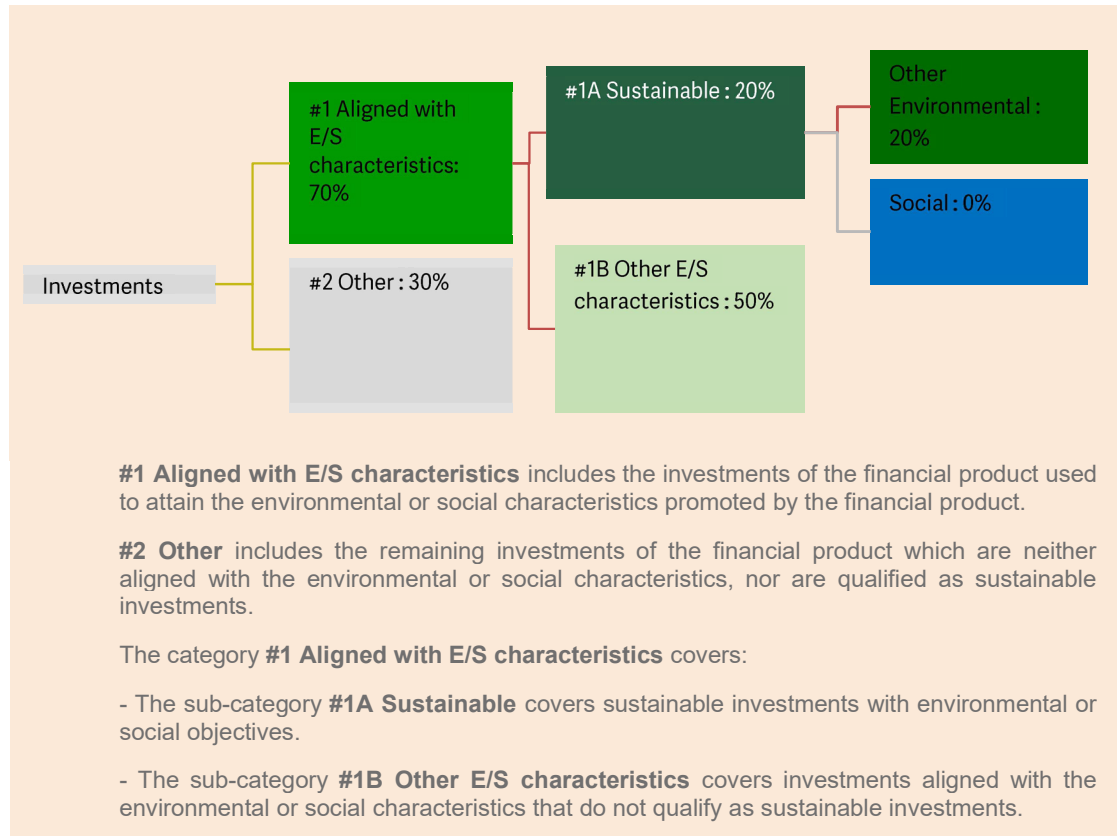 Investments
#1 Aligned with
E/S
characteristics:
70%
#2 Other : 30%
#1A Sustainable : 20%
#1B Other E/S
characteristics : 50%
Other
Environmental :
20%
Social : 0%
#1 Aligned with E/S characteristics includes the investments of the financial product used
to attain the environmental or social characteristics promoted by the financial product.
#2 Other includes the remaining investments of the financial product which are neither
aligned with the environmental or social characteristics, nor are qualified as sustainable
investments.
The category #1 Aligned with E/S characteristics covers:
- The sub-category #1A Sustainable covers sustainable investments with environmental or
social objectives.
- The sub-category #1B Other E/S characteristics covers investments aligned with the
environmental or social characteristics that do not qualify as sustainable investments.